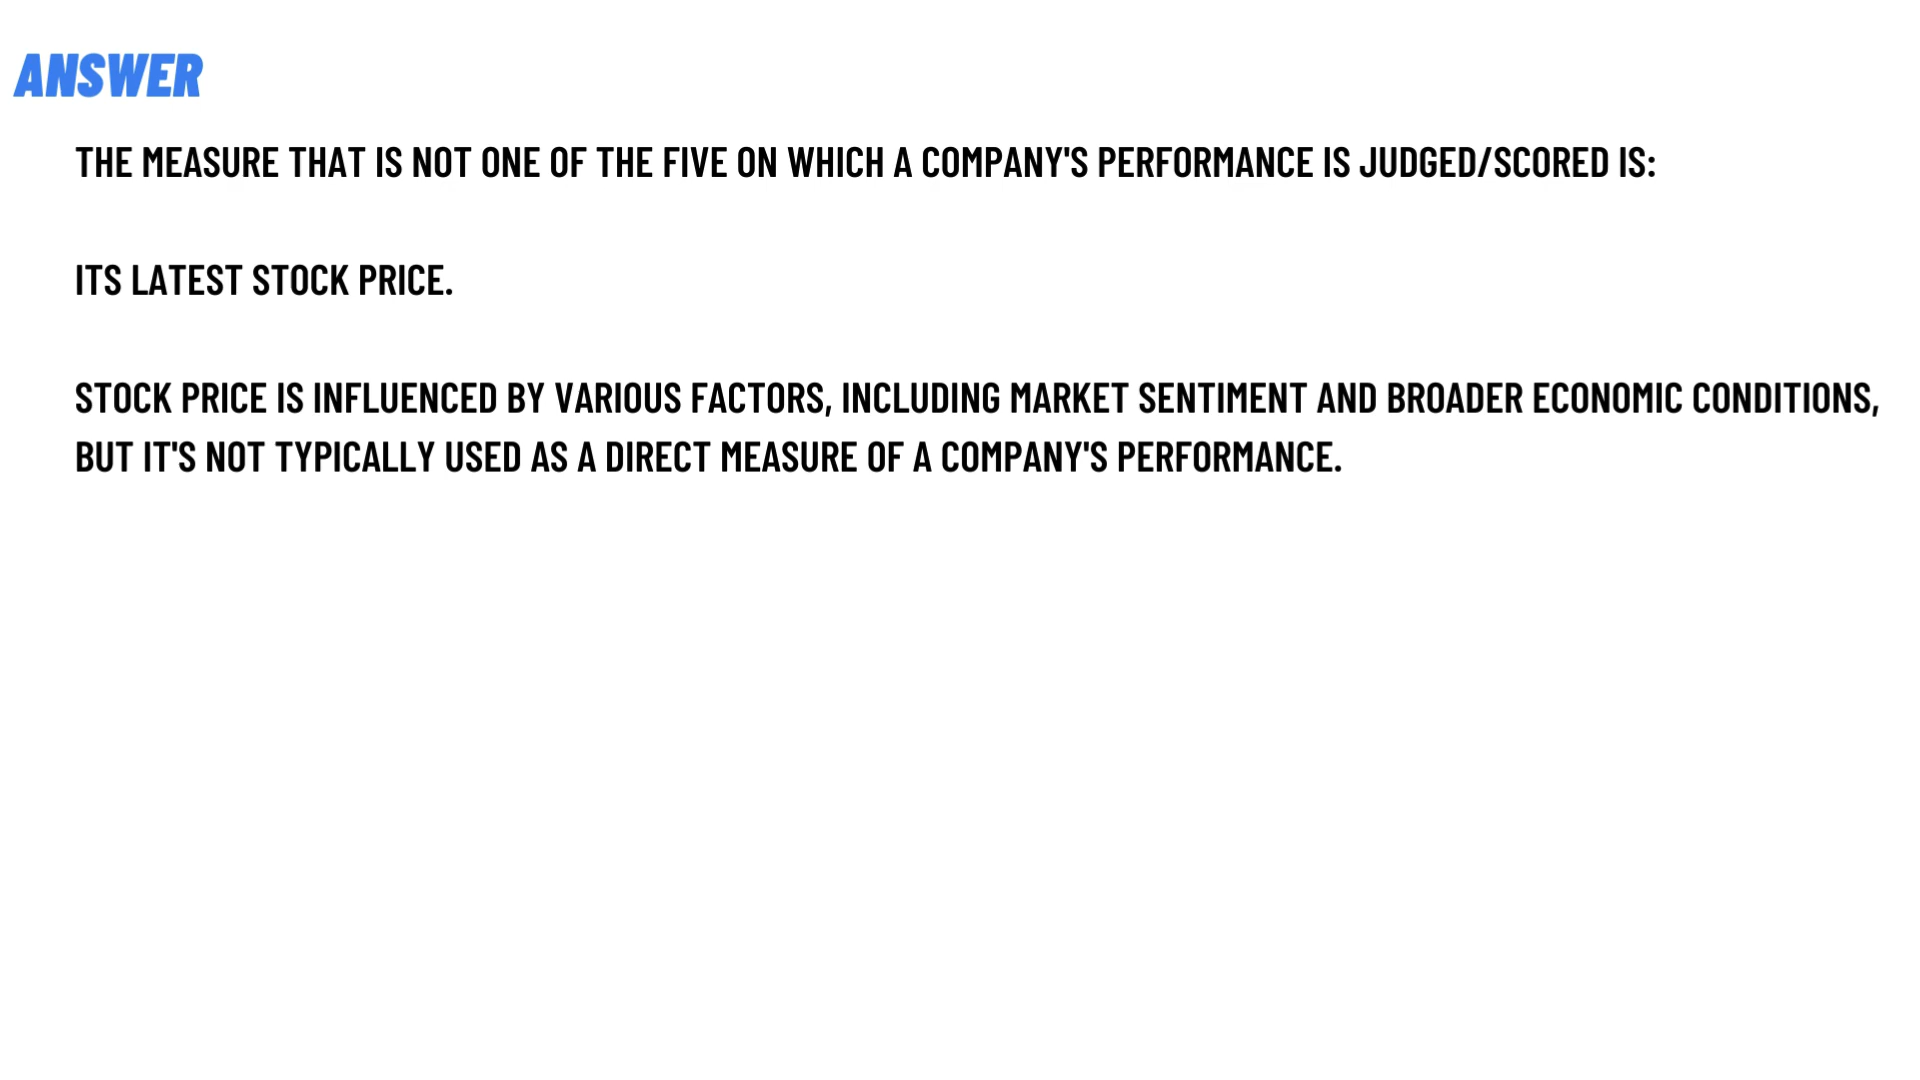 ANSWER
THE MEASURE THAT IS NOT ONE OF THE FIVE ON WHICH A COMPANY'S PERFORMANCE IS JUDGED/SCORED IS:
ITS LATEST STOCK PRICE.
STOCK PRICE IS INFLUENCED BY VARIOUS FACTORS, INCLUDING MARKET SENTIMENT AND BROADER ECONOMIC CONDITIONS,
BUT IT'S NOT TYPICALLY USED AS A DIRECT MEASURE OF A COMPANY'S PERFORMANCE.